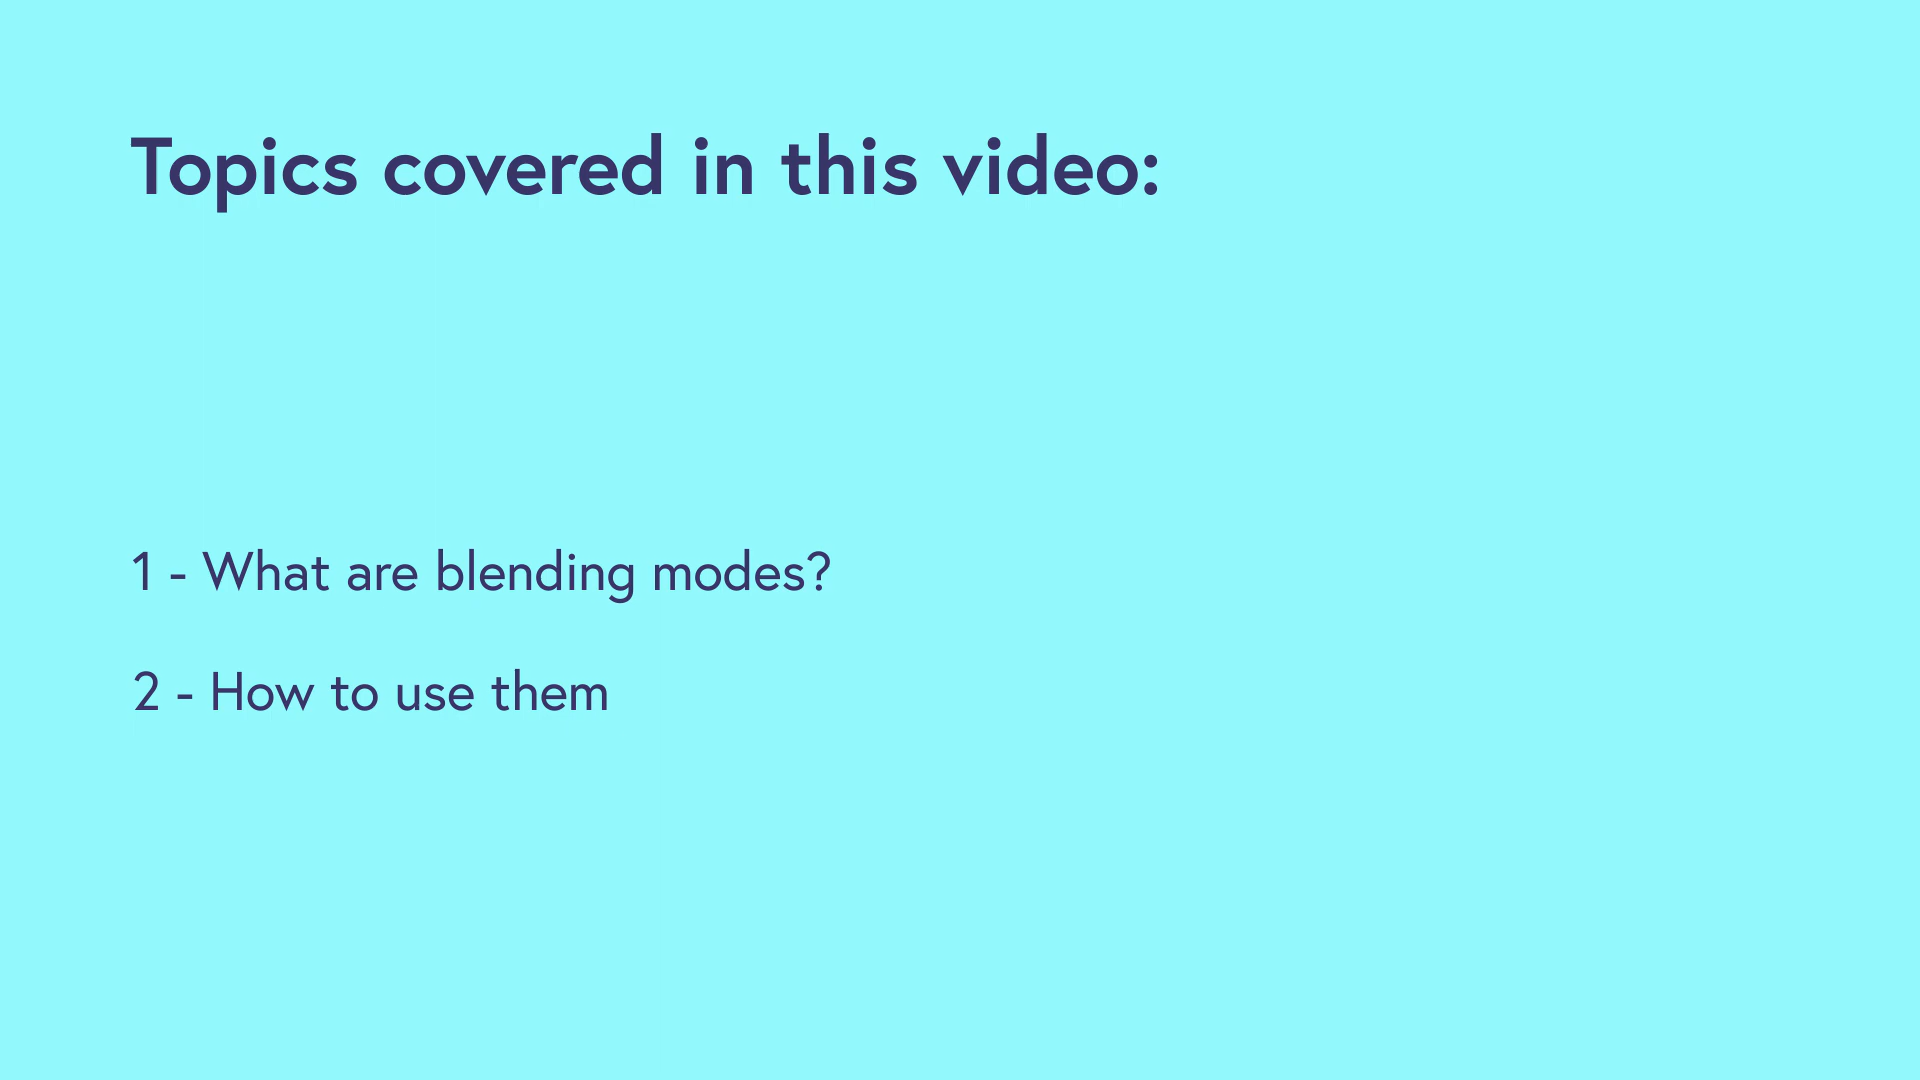 Topics covered in this video:
1 - What are blending modes?
2 - How to use them